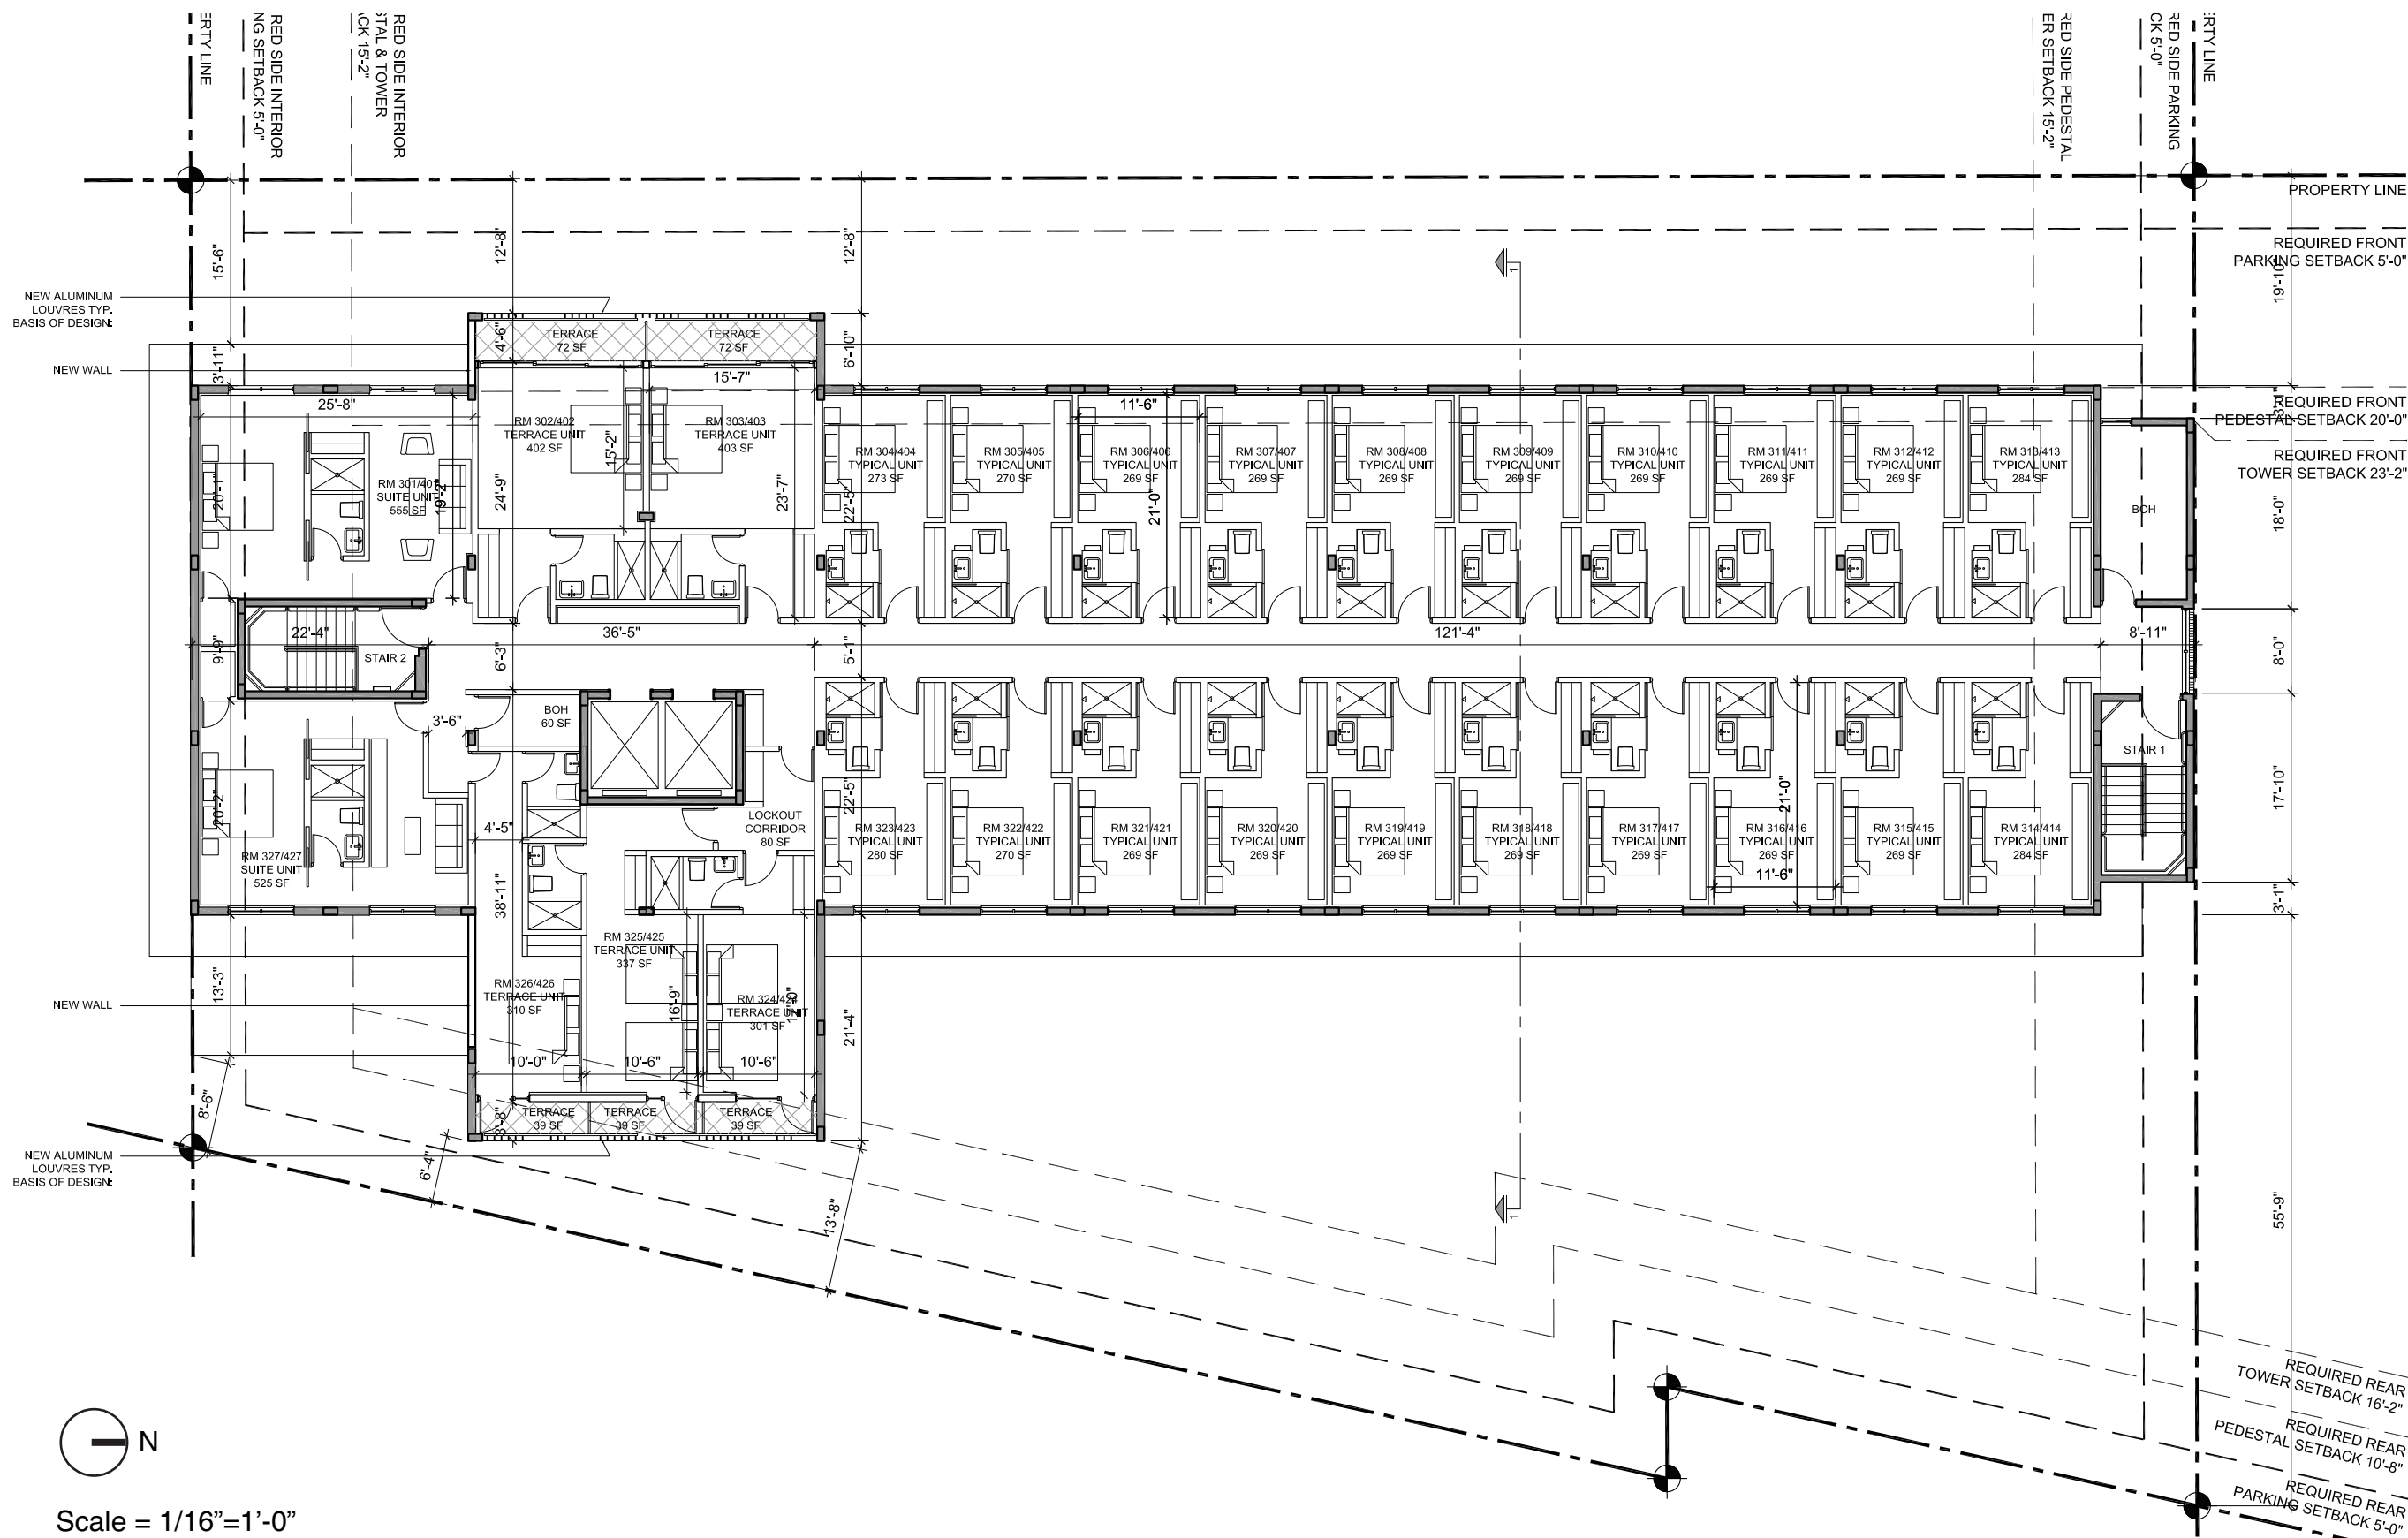 ERTY LINE
RED SIDE INTERIOR
NG SETBACK 5'-0"
RED SIDE INTERIOR
STAL & TOWER
CK 15'-2"
RED SIDE PEDESTAL
ER SETBACK 15'-2"
RED SIDE PARKING
CK 5'-0"
ERTY LINE
PROPERTY LINE
REQUIRED FRONT
PARKING SETBACK 5'-0"
19'-10"
15'-6"
12'-8"
12'-8"
1
NEW ALUMINUM
LOUVRES TYP.
BASIS OF DESIGN:
NEW WALL
3'-11"
4'-6"
6'-10"
TERRACE
72 SF
TERRACE
72 SF
REQUIRED FRONT
PEDESTAL SETBACK 20'-0"
REQUIRED FRONT
TOWER SETBACK 23'-2"
25'-8"
15'-7"
11'-6"
RM 301/401
SUITE UNIT
555 SF
20'-1"
19'-2"
RM 302/402
TERRACE UNIT
402 SF
15'-2"
24'-9"
RM 303/403
TERRACE UNIT
403 SF
23'-7"
22'-5"
RM 304/404
TYPICAL UNIT
273 SF
RM 305/405
TYPICAL UNIT
270 SF
RM 306/406
TYPICAL UNIT
269 SF
21'-0"
RM 307/407
TYPICAL UNIT
269 SF
RM 308/408
TYPICAL UNIT
269 SF
RM 309/409
TYPICAL UNIT
269 SF
RM 310/410
TYPICAL UNIT
269 SF
RM 311/411
TYPICAL UNIT
269 SF
RM 312/412
TYPICAL UNIT
269 SF
RM 313/413
TYPICAL UNIT
284 SF
BOH
18'-0"
22'-4"
36'-5"
121'-4"
8'-11"
9'-9"
STAIR 2
6'-3"
5'-1"
8'-0"
3'-6"
BOH
60 SF
STAIR 1
17'-10"
LOCKOUT
CORRIDOR
80 SF
20'-2"
4'-5"
22'-5"
21'-0"
RM 327/427
SUITE UNIT
525 SF
RM 323/423
TYPICAL UNIT
280 SF
RM 322/422
TYPICAL UNIT
270 SF
RM 321/421
TYPICAL UNIT
269 SF
RM 320/420
TYPICAL UNIT
269 SF
RM 319/419
TYPICAL UNIT
269 SF
RM 318/418
TYPICAL UNIT
269 SF
RM 317/417
TYPICAL UNIT
269 SF
RM 316/416
TYPICAL UNIT
269 SF
RM 315/415
TYPICAL UNIT
269 SF
RM 314/414
TYPICAL UNIT
284 SF
11'-6"
3'-1"
38'-11"
13'-3"
NEW WALL
RM 326/426
TERRACE UNIT
310 SF
RM 325/425
TERRACE UNIT
337 SF
16'-9"
RM 324/424
TERRACE UNIT
301 SF
21'-4"
10'-0"
10'-6"
10'-6"
3'-8"
TERRACE
39 SF
TERRACE
39 SF
TERRACE
39 SF
8'-6"
6'-4"
13'-8"
1
55'-9"
NEW ALUMINUM
LOUVRES TYP.
BASIS OF DESIGN:
REQUIRED REAR
TOWER SETBACK 16'-2"
REQUIRED REAR
PEDESTAL SETBACK 10'-8"
REQUIRED REAR
PARKING SETBACK 5'-0"
N
Scale = 1/16”=1’-0”